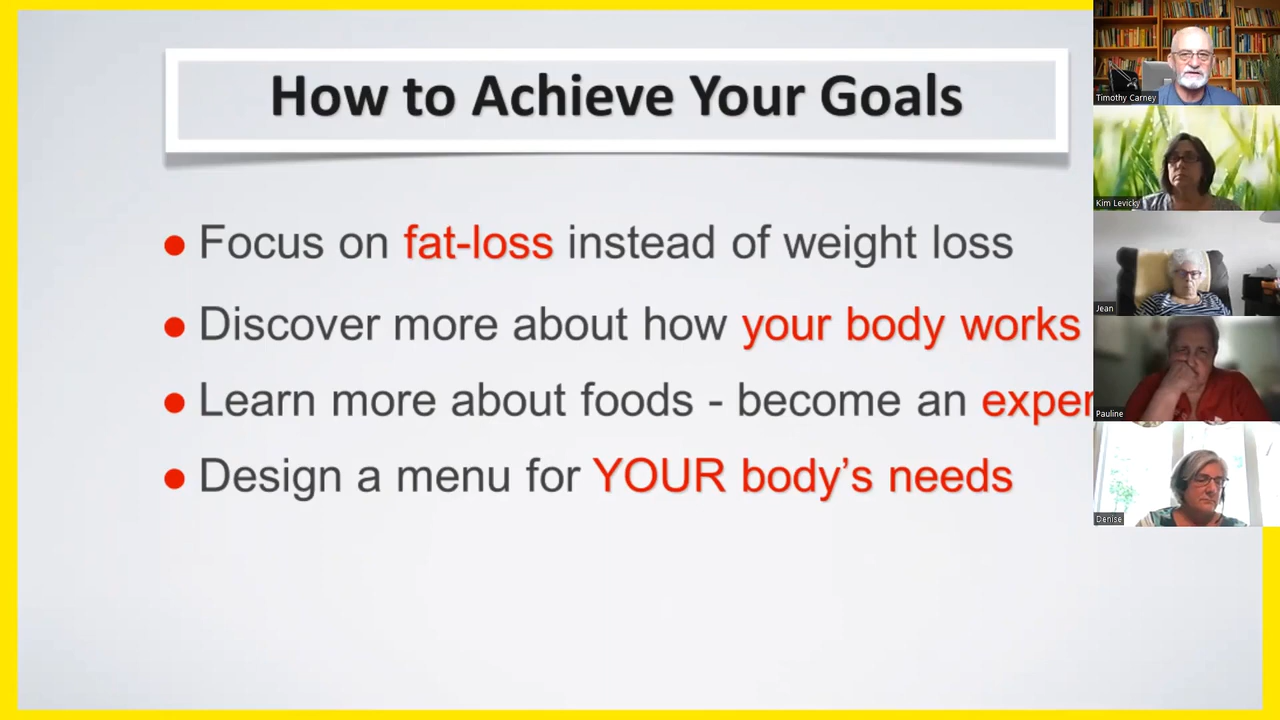 How to Achieve Your Goals
Focus on fat-loss instead of weight loss
Discover more about how your body works
Learn more about foods - become an exper
Design a menu for YOUR body's needs
Timothy Carney
Kim Levicky
Jean
Pauline
Denise